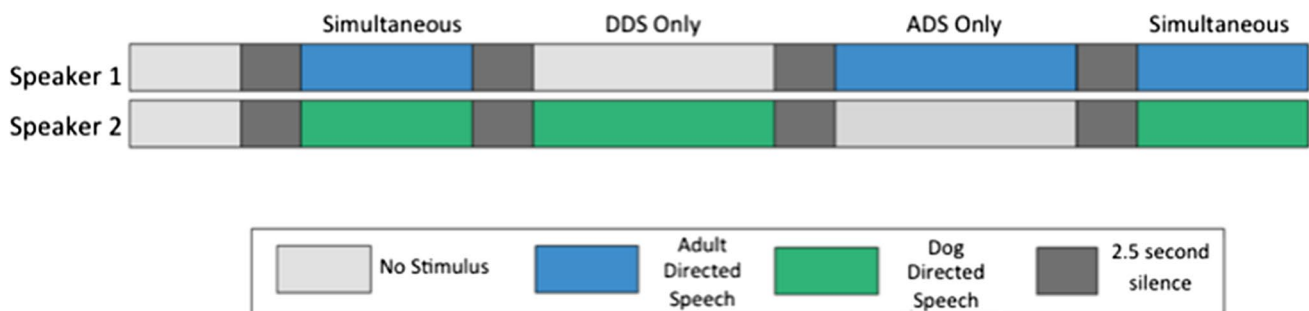 Simultaneous DDS Only ADS Only Simultaneous
Speaker 1
Speaker 2
No Stimulus
Adult
Directed
Speech
Dog
Directed
Speech
2.5 second
silence